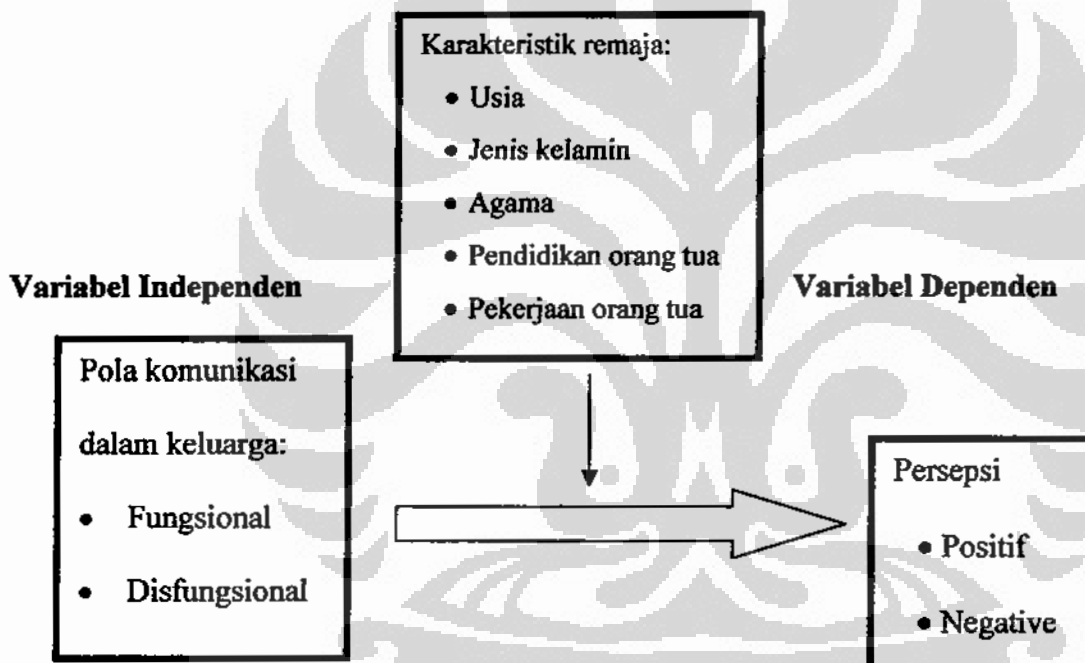 Karakteristik remaja:
• Usia
• Jenis kelamin
• Agama
• Pendidikan orang tua
• Pekerjaan orang tua
Variabel Independen
Variabel Dependen
Pola komunikasi
dalam keluarga:
• Fungsional
• Disfungsional
Persepsi
• Positif
• Negative